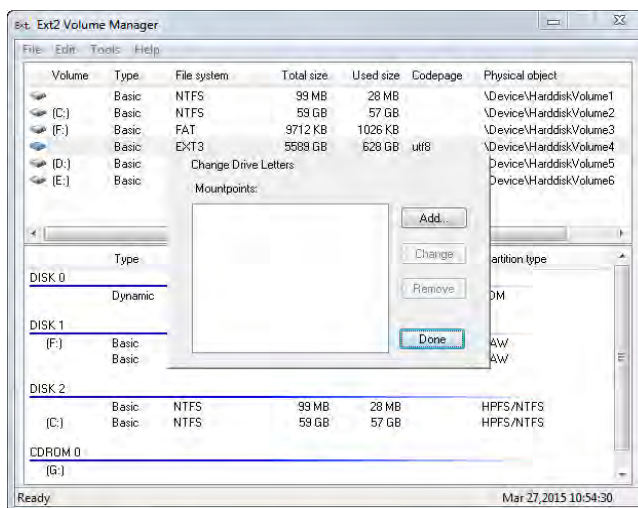 Ext2 Volume Manager
File Edit Tools Help
Volume Type File system Total size Used size Codepage Physical object
Basic NTFS 99 MB 28 MB \Device\HarddiskVolume1
(C:) Basic NTFS 59 GB 57 GB \Device\HarddiskVolume2
(F:) Basic FAT 9712 KB 1026 KB \Device\HarddiskVolume3
Basic EXT3 5589 GB 628 GB utf8 \Device\HarddiskVolume4
(D:) Basic Device\HarddiskVolume5
(E:) Basic Device\HarddiskVolume6
Change Drive Letters
Mountpoints:
Add...
Change
Remove
Done
Type artition type
DISK 0
Dynamic DM
DISK 1
(F:) Basic AW
Basic AW
DISK 2
Basic NTFS 99 MB 28 MB HPFS/NTFS
(C:) Basic NTFS 59 GB 57 GB HPFS/NTFS
CDROM 0
(G:)
Ready Mar 27,2015 10:54:30